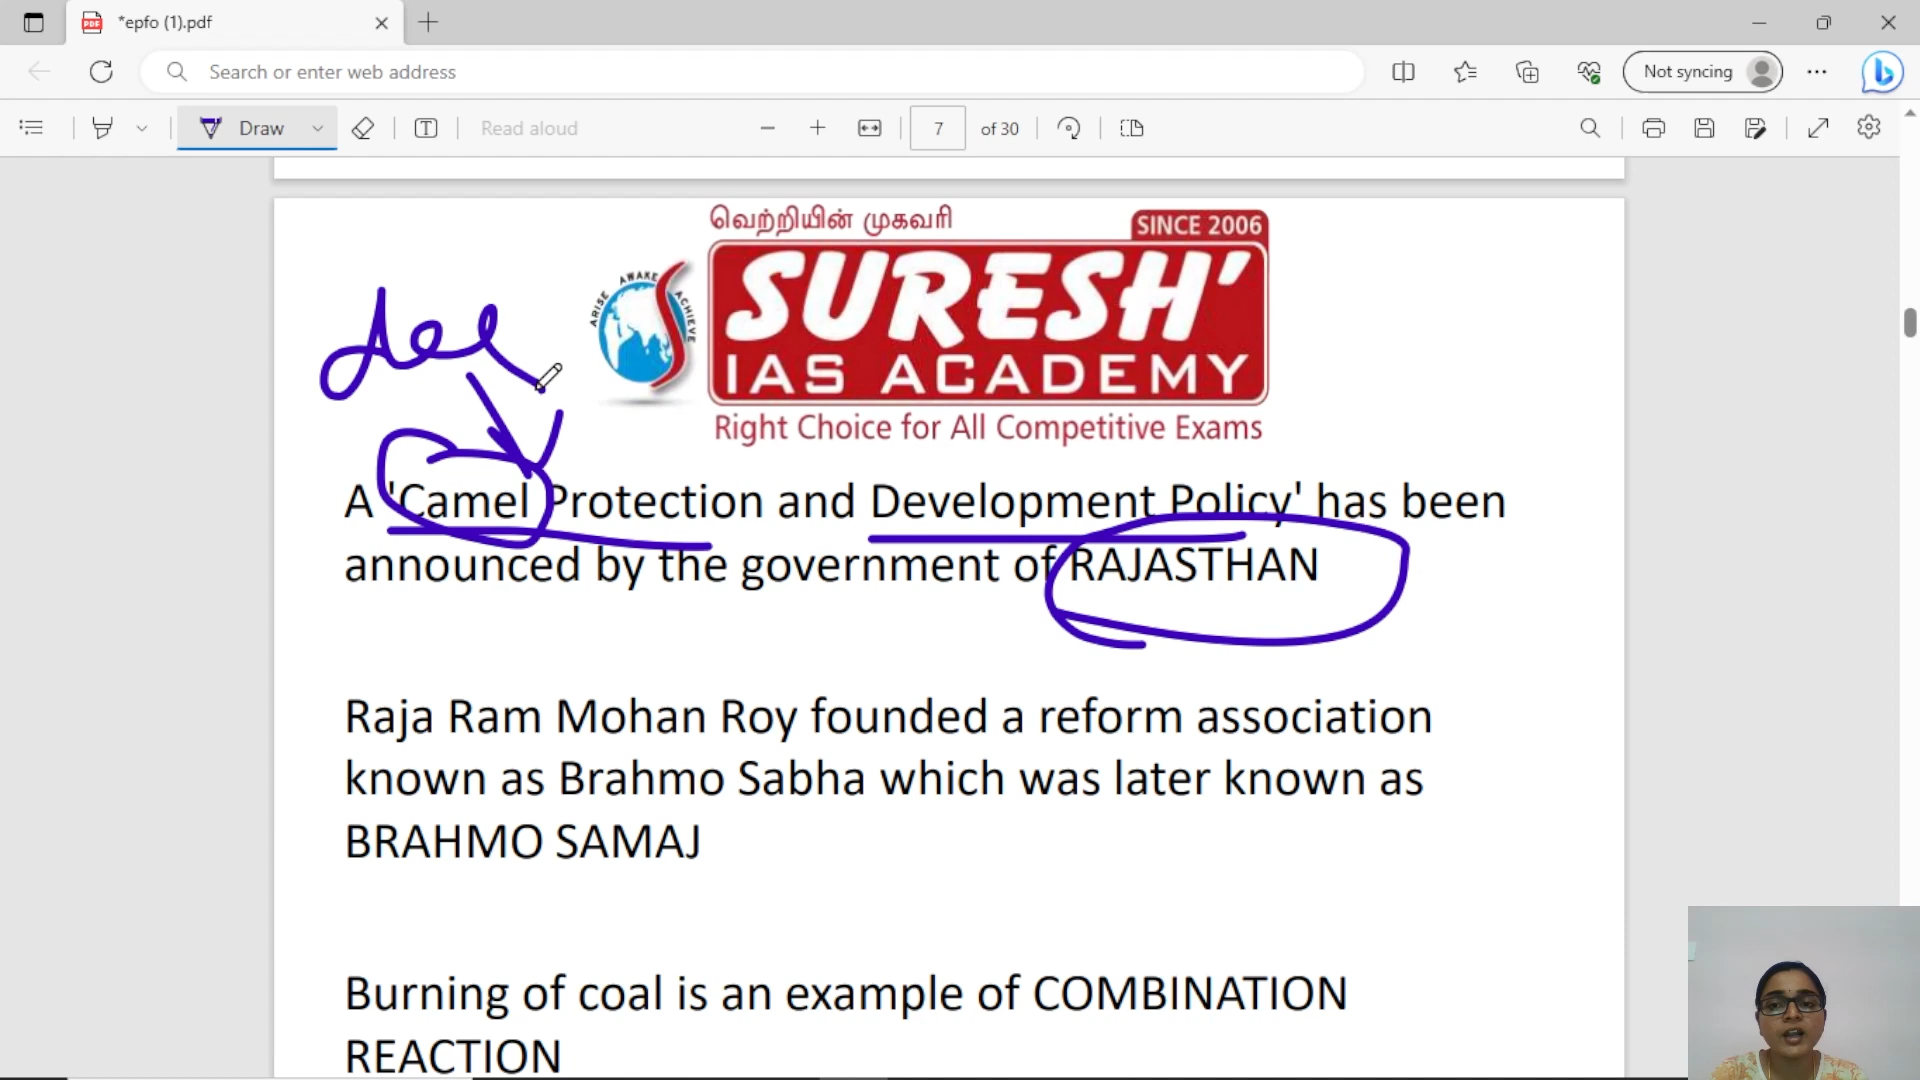 *epfo (1).pdf
Search or enter web address
Not syncing
Draw
Read aloud
7 of 30
வெற்றியின் முகவரி
SINCE 2006
ARISE AWAKE ACHIEVE
SURESH'
IAS ACADEMY
Right Choice for All Competitive Exams
A 'Camel Protection and Development Policy' has been
announced by the government of RAJASTHAN
Raja Ram Mohan Roy founded a reform association
known as Brahmo Sabha which was later known as
BRAHMO SAMAJ
Burning of coal is an example of COMBINATION
REACTION